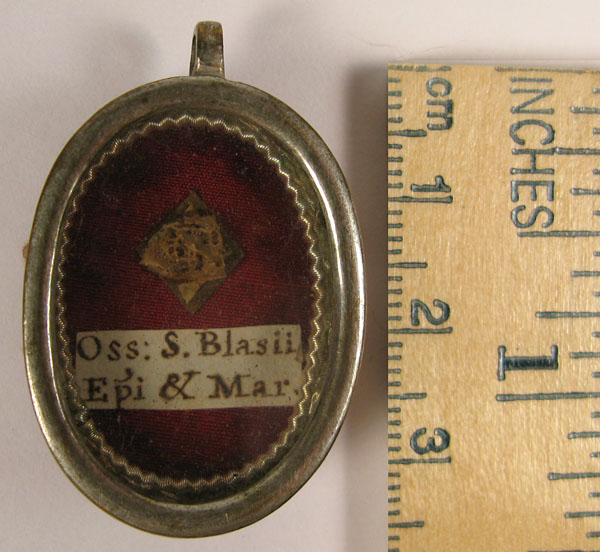 Oss: S. Blasii,
Epi & Mar.
cm
1
2
3
INCHES
1